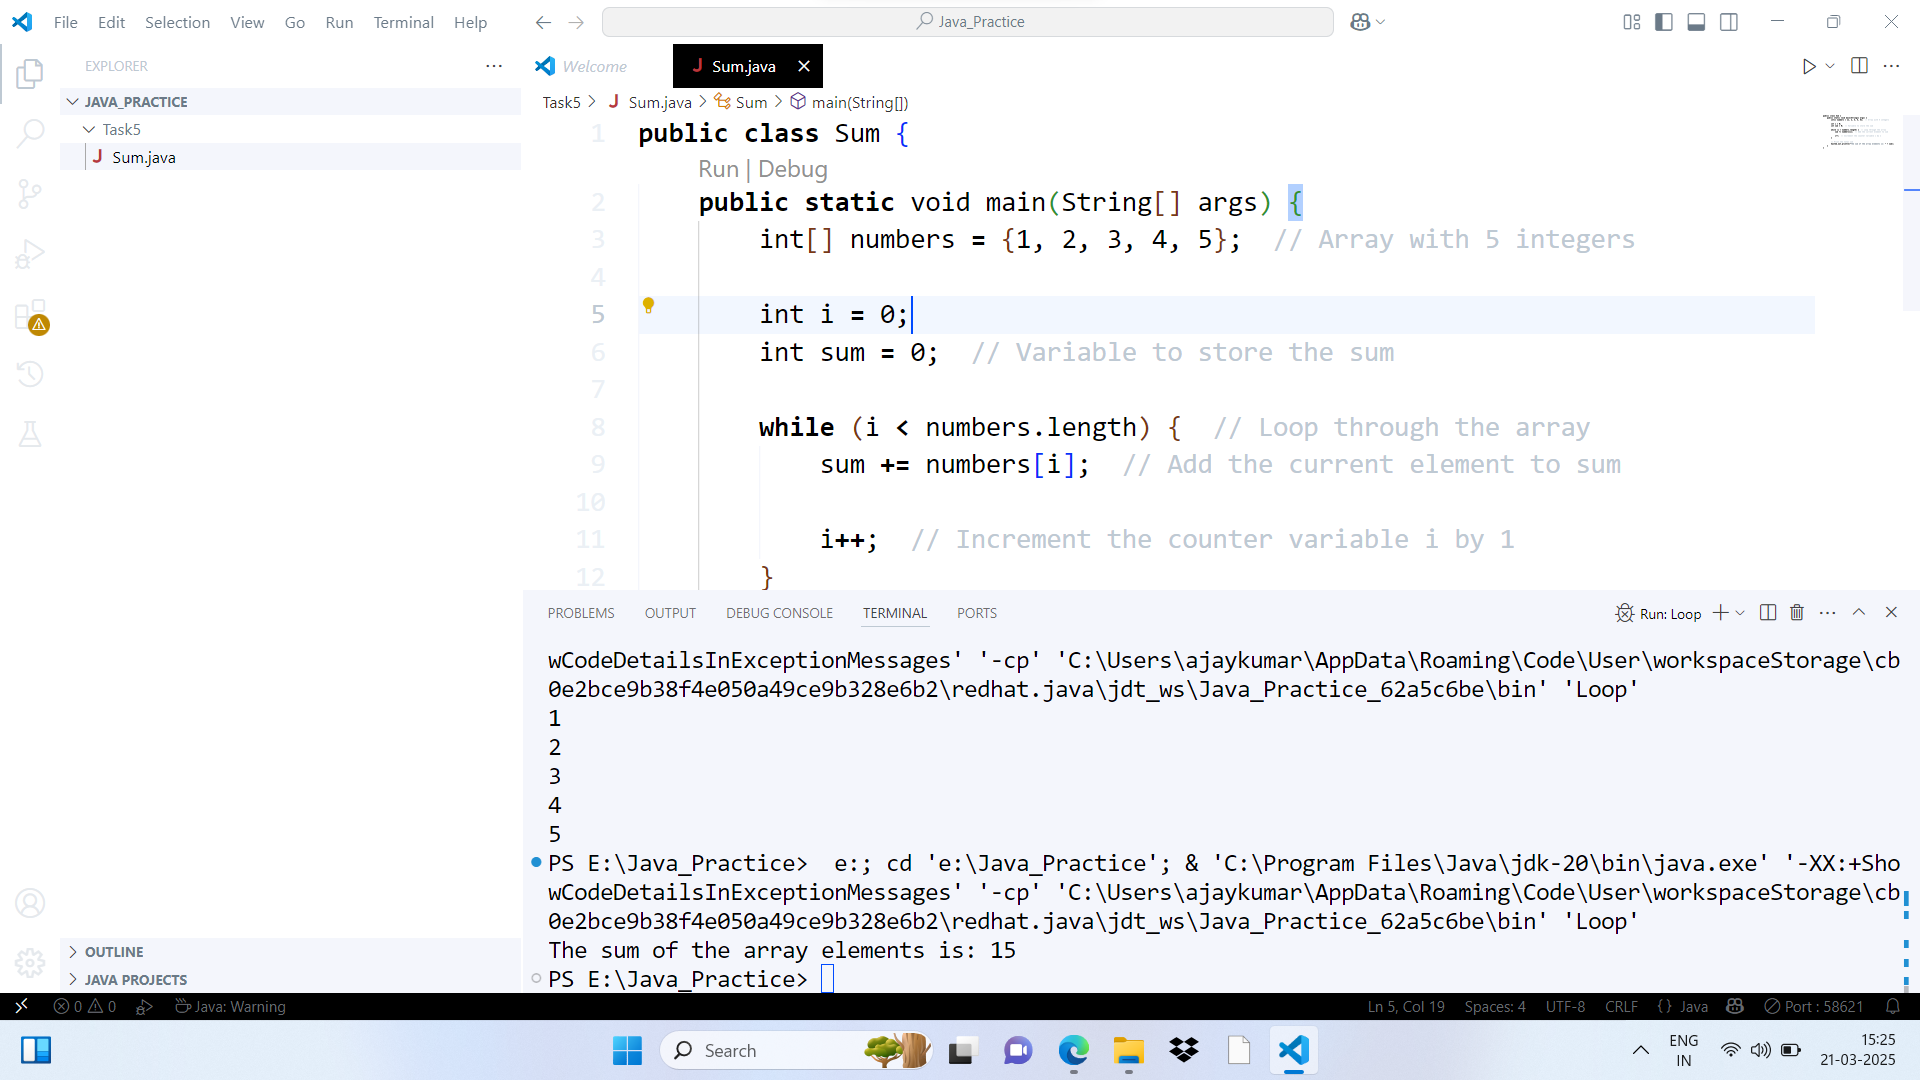 File Edit Selection View Go Run Terminal Help
Java_Practice
EXPLORER
JAVA_PRACTICE
Task5
Sum.java
OUTLINE
JAVA PROJECTS
Welcome
Sum.java
Task5 > Sum.java > Sum > main(String[])
1 public class Sum {
Run | Debug
2 public static void main(String[] args) {
3 int[] numbers = {1, 2, 3, 4, 5}; // Array with 5 integers
4
5 int i = 0;
6 int sum = 0; // Variable to store the sum
7
8 while (i < numbers.length) { // Loop through the array
9 sum += numbers[i]; // Add the current element to sum
10
11 i++; // Increment the counter variable i by 1
12 }
PROBLEMS OUTPUT DEBUG CONSOLE TERMINAL PORTS
Run: Loop
wCodeDetailsInExceptionMessages' '-cp' 'C:\Users\ajaykumar\AppData\Roaming\Code\User\workspaceStorage\cb
0e2bce9b38f4e050a49ce9b328e6b2\redhat.java\jdt_ws\Java_Practice_62a5c6be\bin' 'Loop'
1
2
3
4
5
PS E:\Java_Practice> e:; cd 'e:\Java_Practice'; & 'C:\Program Files\Java\jdk-20\bin\java.exe' '-XX:+Sho
wCodeDetailsInExceptionMessages' '-cp' 'C:\Users\ajaykumar\AppData\Roaming\Code\User\workspaceStorage\cb
0e2bce9b38f4e050a49ce9b328e6b2\redhat.java\jdt_ws\Java_Practice_62a5c6be\bin' 'Loop'
The sum of the array elements is: 15
PS E:\Java_Practice>
0 0 Java: Warning
Ln 5, Col 19 Spaces: 4 UTF-8 CRLF {} Java Port : 58621
Search
ENG
IN
15:25
21-03-2025